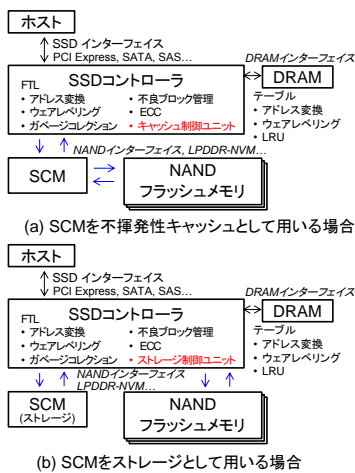 ホスト
SSD インターフェイス
PCI Express, SATA, SAS...
DRAMインターフェイス
SSDコントローラ
DRAM
FTL
・アドレス変換
・ウェアレベリング
・ガベージコレクション
・不良ブロック管理
・ECC
・キャッシュ制御ユニット
テーブル
・アドレス変換
・ウェアレベリング
・LRU
NANDインターフェイス, LPDDR-NVM...
SCM
NAND
フラッシュメモリ
(a) SCMを不揮発性キャッシュとして用いる場合
ホスト
SSD インターフェイス
PCI Express, SATA, SAS...
DRAMインターフェイス
SSDコントローラ
DRAM
FTL
・アドレス変換
・ウェアレベリング
・ガベージコレクション
・不良ブロック管理
・ECC
・ストレージ制御ユニット
テーブル
・アドレス変換
・ウェアレベリング
・LRU
NANDインターフェイス
LPDDR-NVM...
SCM
(ストレージ)
NAND
フラッシュメモリ
(b) SCMをストレージとして用いる場合